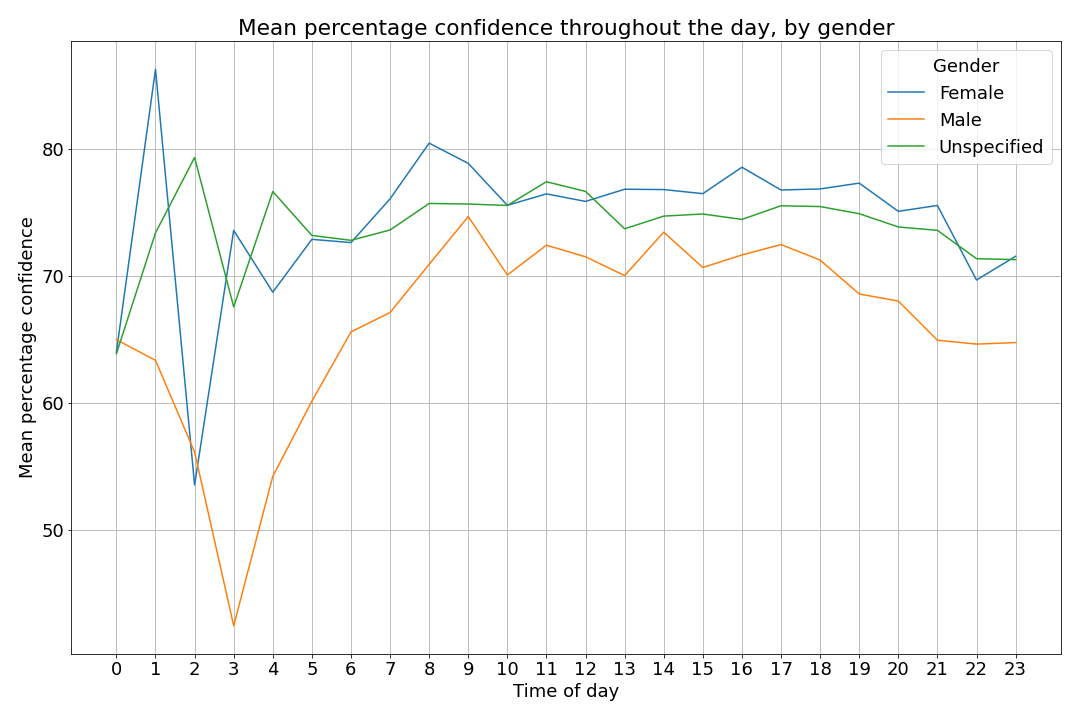 Mean percentage confidence throughout the day, by gender
Gender
Female
Male
Unspecified
80
70
60
50
Mean percentage confidence
0 1 2 3 4 5 6 7 8 9 10 11 12 13 14 15 16 17 18 19 20 21 22 23
Time of day